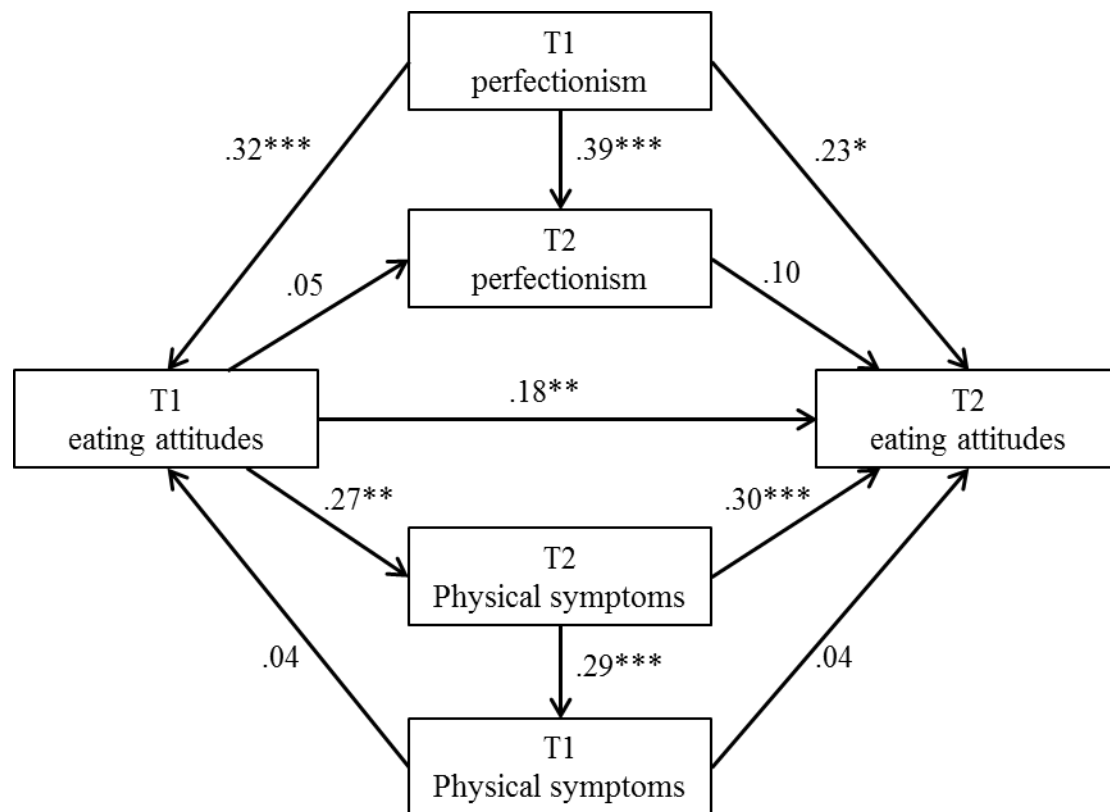 T1
perfectionism
.32***
.39***
.23*
T2
perfectionism
.05
.10
T1
eating attitudes
.18**
T2
eating attitudes
.27**
.30***
T2
Physical symptoms
.04
.29***
.04
T1
Physical symptoms